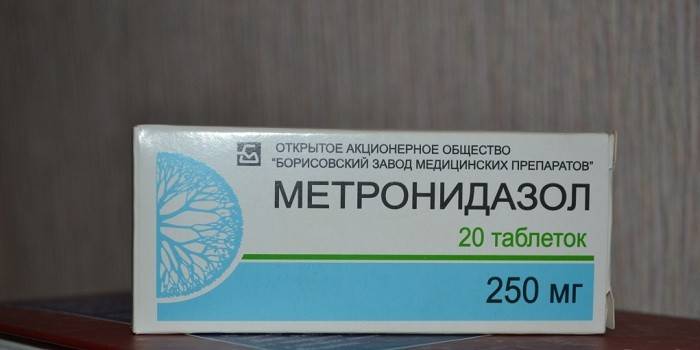 ОТКРЫТОЕ АКЦИОНЕРНОЕ ОБЩЕСТВО
"БОРИСОВСКИЙ ЗАВОД МЕДИЦИНСКИХ ПРЕПАРАТОВ"
МЕТРОНИДАЗОЛ
20 таблеток
250 мг